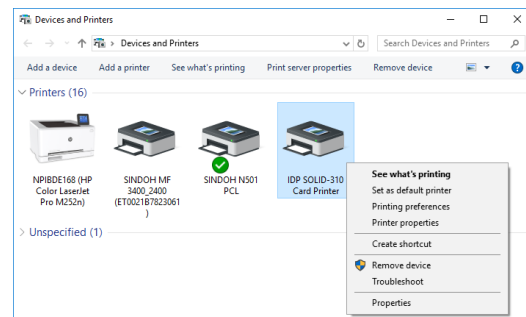 Devices and Printers
Devices and Printers
Search Devices and Printers
Add a device Add a printer See what's printing Print server properties Remove device
Printers (16)
NPIBDE168 (HP
Color LaserJet
Pro M252n)
SINDOH MF
3400_2400
(ET0021B7823061
)
SINDOH N501
PCL
IDP SOLID-310
Card Printer
See what's printing
Set as default printer
Printing preferences
Printer properties
Create shortcut
Remove device
Troubleshoot
Properties
Unspecified (1)